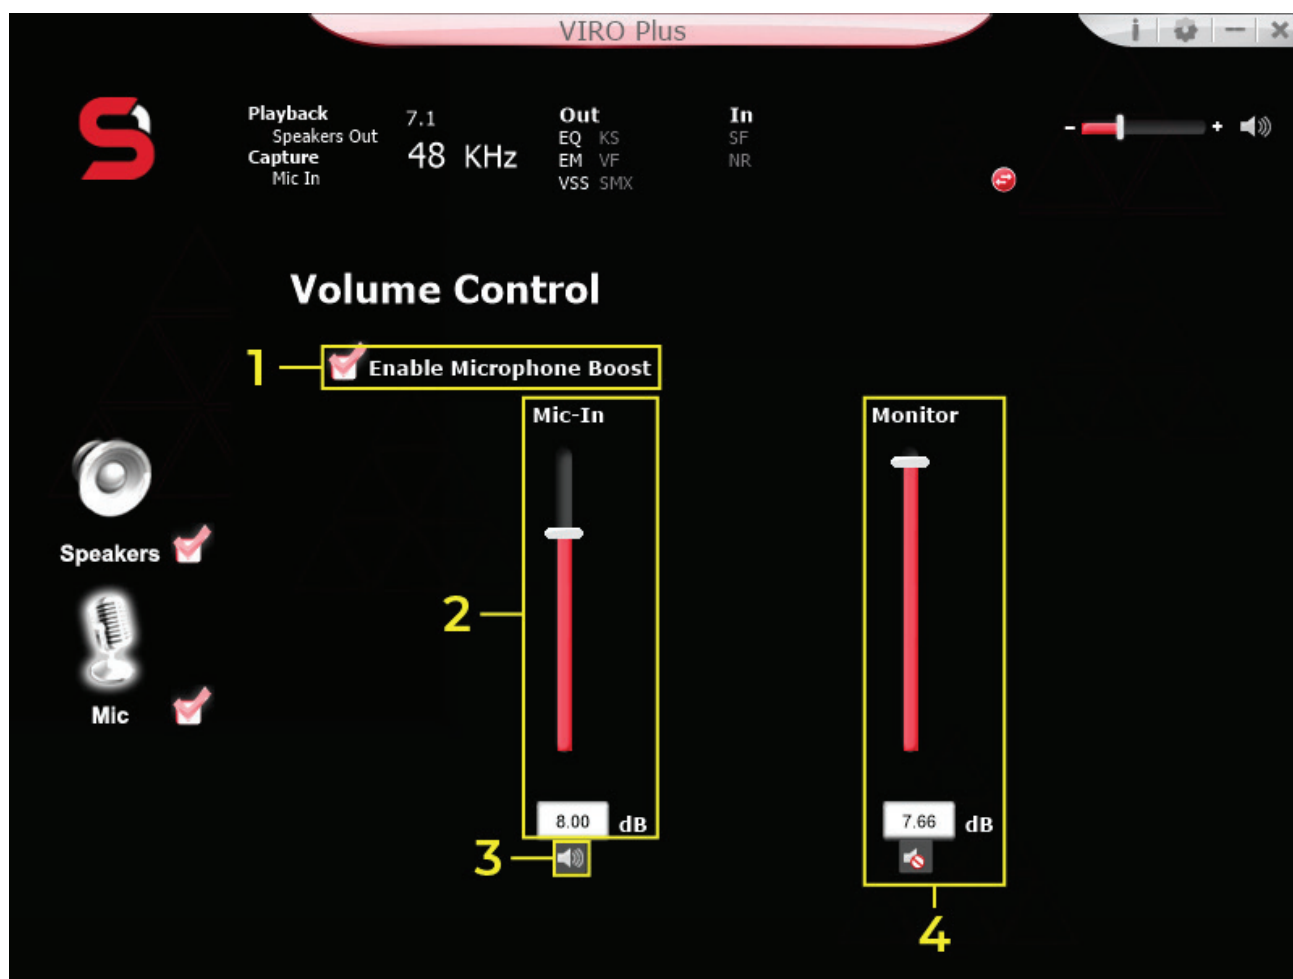 VIRO Plus
i
Playback 7.1
Speakers Out
Capture 48 KHz
Mic In
Out
EQ KS
EM VF
VSS SMX
In
SF
NR
- +
Volume Control
1 Enable Microphone Boost
Mic-In
Monitor
Speakers
2
Mic
8.00 dB
7.66 dB
3
4